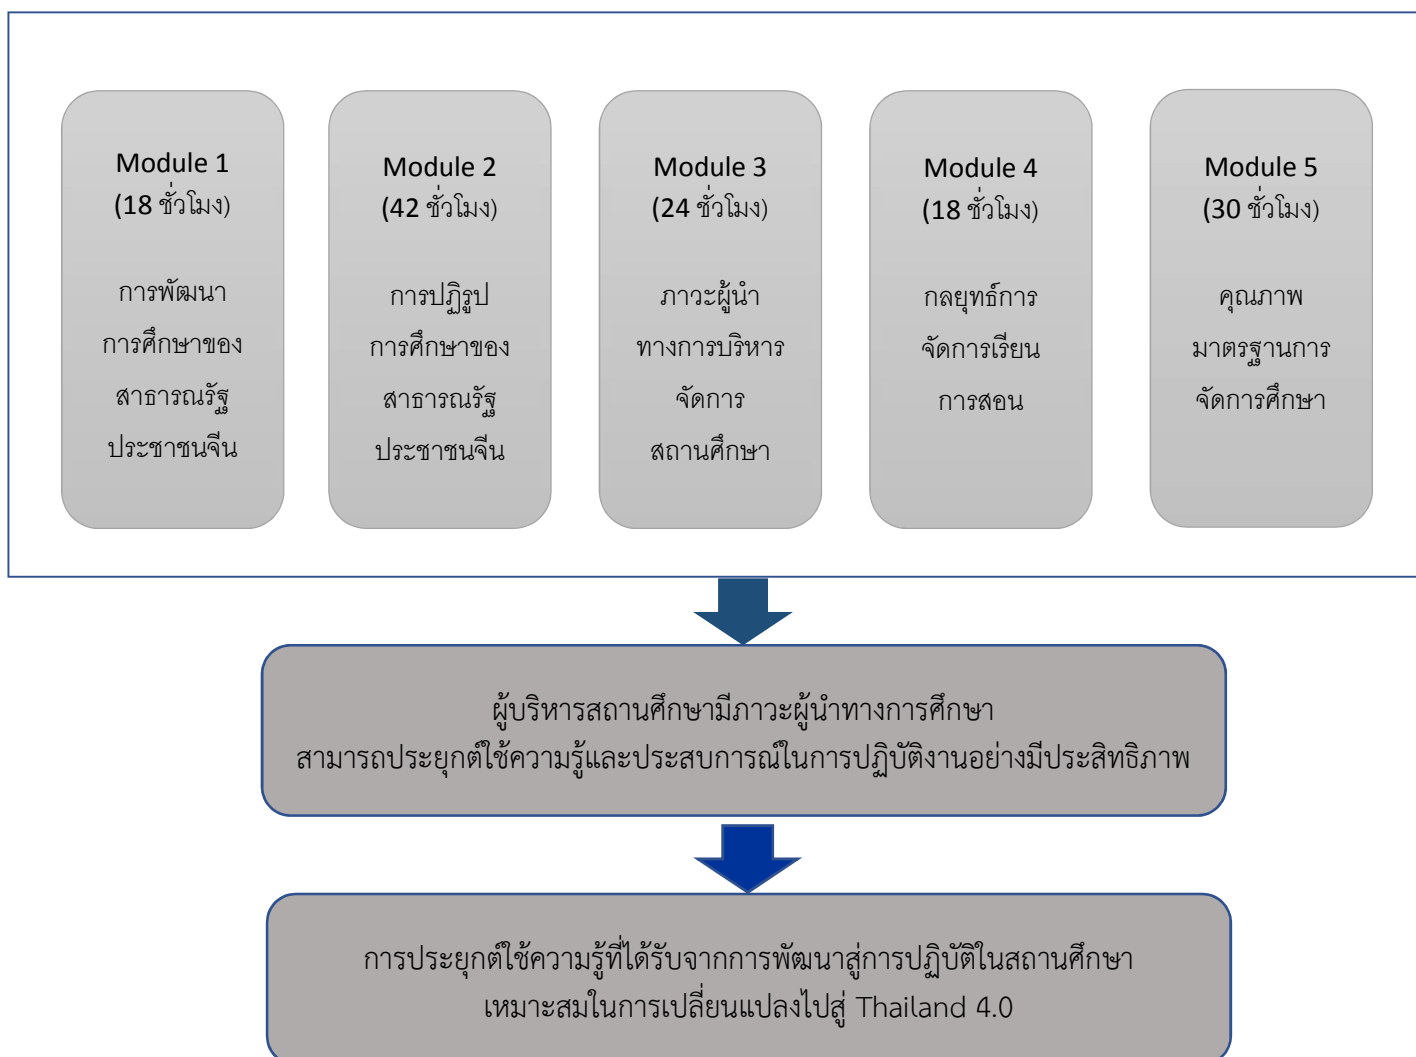 Module 1
(18 ชั่วโมง)
การพัฒนา
การศึกษาของ
สาธารณรัฐ
ประชาชนจีน
Module 2
(42 ชั่วโมง)
การปฏิรูป
การศึกษาของ
สาธารณรัฐ
ประชาชนจีน
Module 3
(24 ชั่วโมง)
ภาวะผู้นำ
ทางการบริหาร
จัดการ
สถานศึกษา
Module 4
(18 ชั่วโมง)
กลยุทธ์การ
จัดการเรียน
การสอน
Module 5
(30 ชั่วโมง)
คุณภาพ
มาตรฐานการ
จัดการศึกษา
ผู้บริหารสถานศึกษามีภาวะผู้นำทางการศึกษา
สามารถประยุกต์ใช้ความรู้และประสบการณ์ในการปฏิบัติงานอย่างมีประสิทธิภาพ
การประยุกต์ใช้ความรู้ที่ได้รับจากการพัฒนาสู่การปฏิบัติในสถานศึกษา
เหมาะสมในการเปลี่ยนแปลงไปสู่ Thailand 4.0